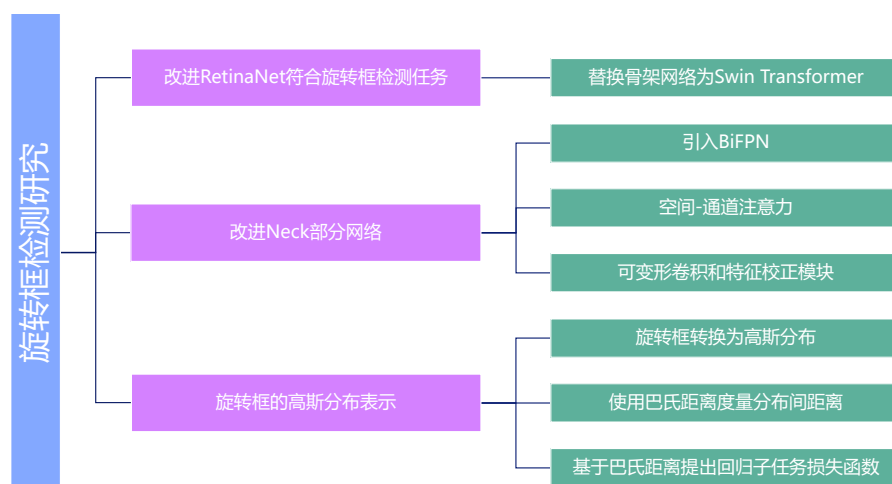 旋转框检测研究
改进RetinaNet符合旋转框检测任务
替换骨架网络为Swin Transformer
改进Neck部分网络
引入BiFPN
空间-通道注意力
可变形卷积和特征校正模块
旋转框的高斯分布表示
旋转框转换为高斯分布
使用巴氏距离度量分布间距离
基于巴氏距离提出回归子任务损失函数